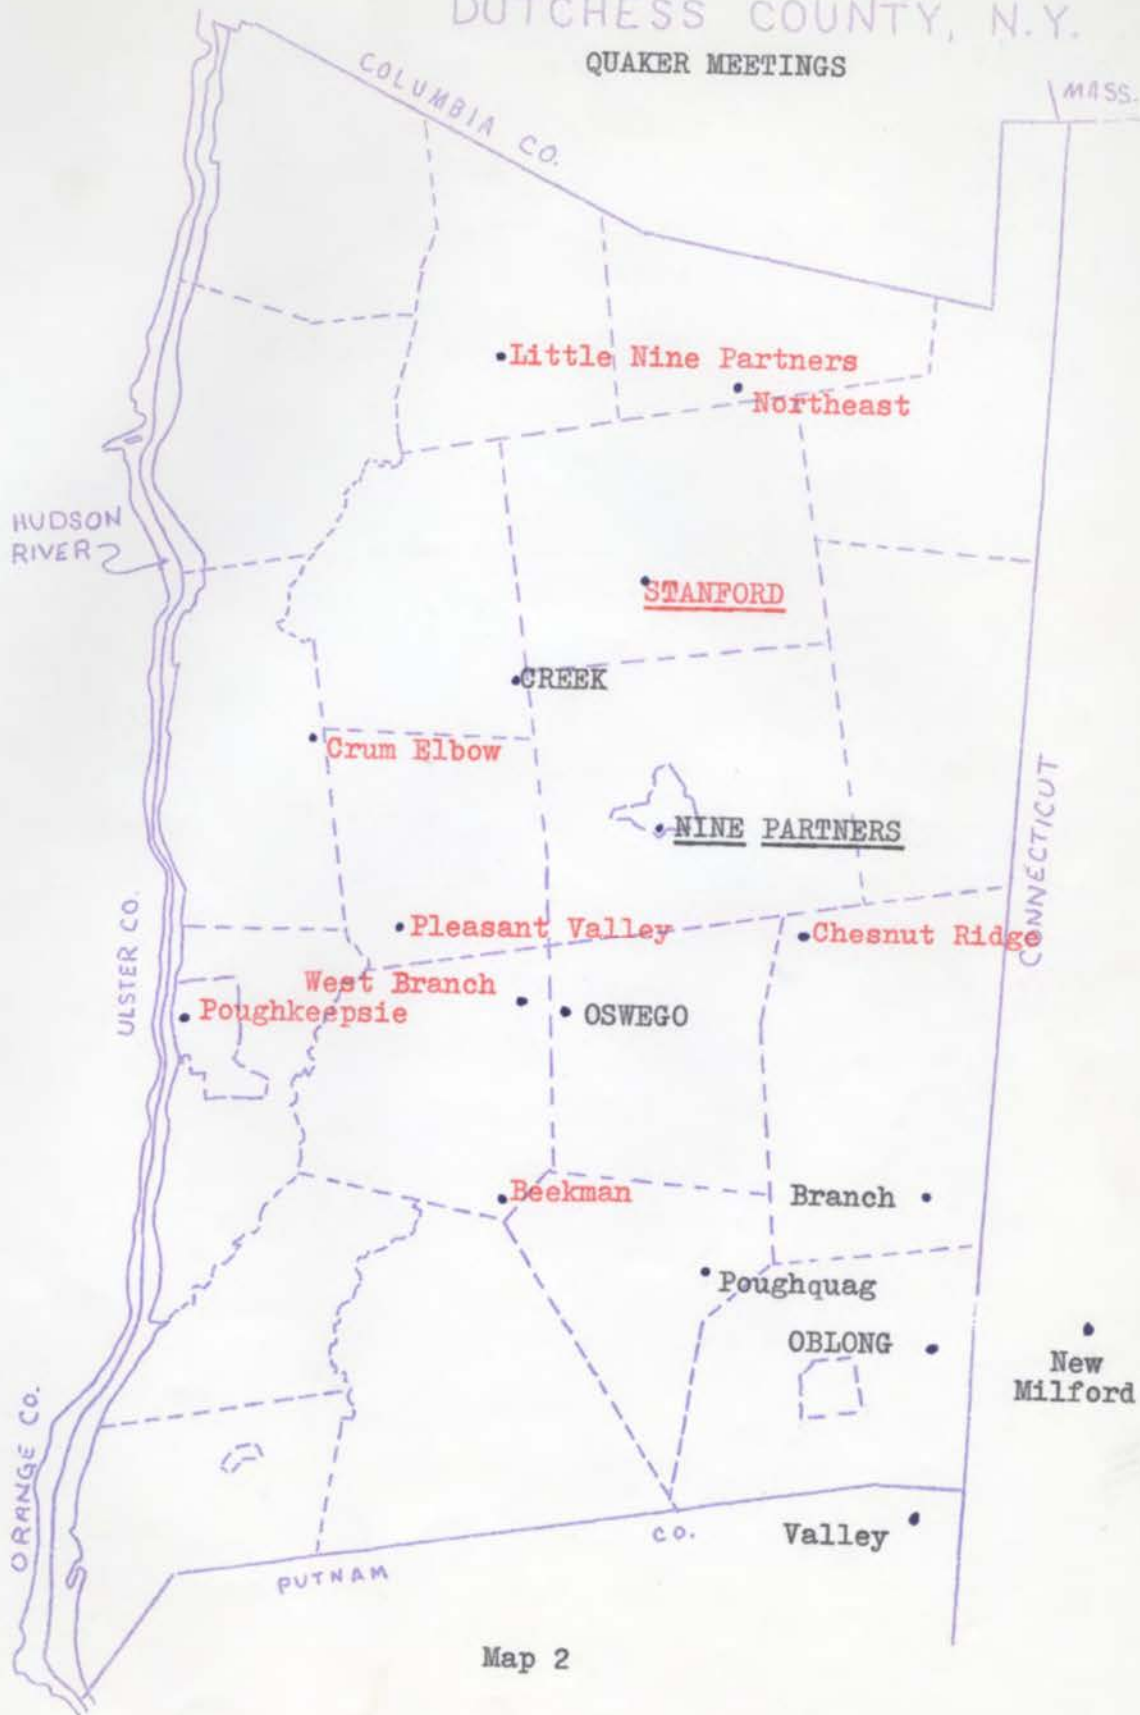 DUTCHESS COUNTY, N.Y.
QUAKER MEETINGS
COLUMBIA CO.
MASS.
Little Nine Partners
Northeast
HUDSON
RIVER
STANFORD
CREEK
Crum Elbow
NINE PARTNERS
CONNECTICUT
ULSTER CO.
Pleasant Valley
Chesnut Ridge
West Branch
Poughkeepsie
OSWEGO
Beekman
Branch
Poughquag
OBLONG
New
Milford
ORANGE CO.
Valley
PUTNAM CO.
Map 2